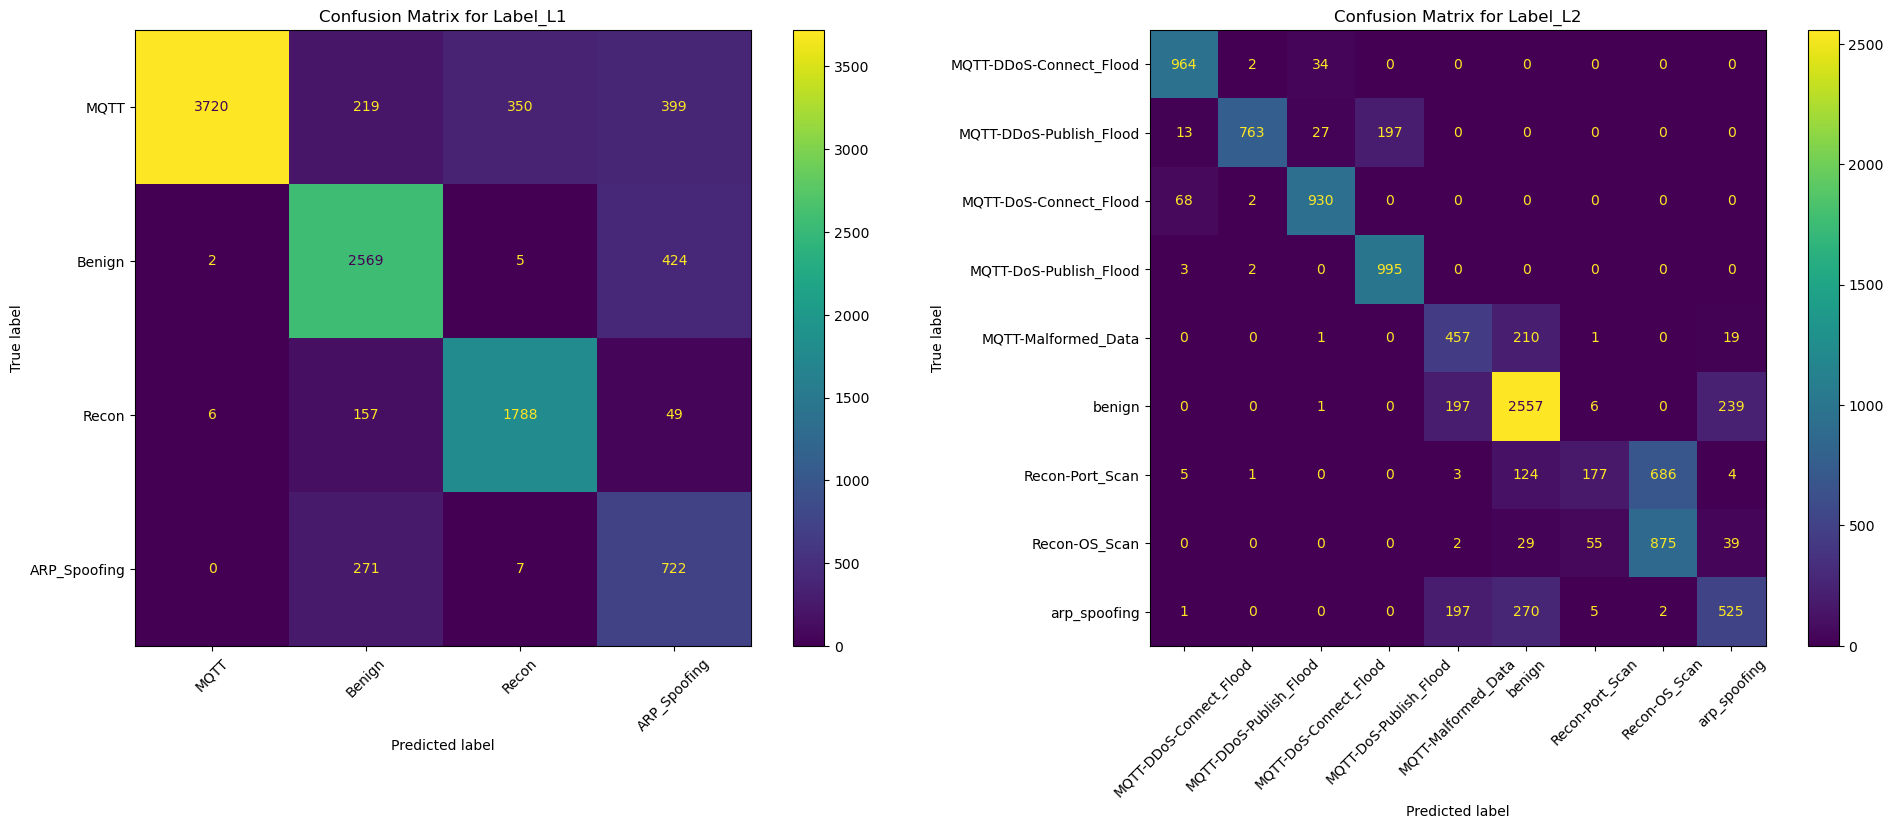 Confusion Matrix for Label_L1
MQTT 3720 219 350 399
Benign 2 2569 5 424
Recon 6 157 1788 49
ARP_Spoofing 0 271 7 722
MQTT Benign Recon ARP_Spoofing
True label
Predicted label
3500
3000
2500
2000
1500
1000
500
0
Confusion Matrix for Label_L2
MQTT-DDoS-Connect_Flood 964 2 34 0 0 0 0 0 0
MQTT-DDoS-Publish_Flood 13 763 27 197 0 0 0 0 0
MQTT-DoS-Connect_Flood 68 2 930 0 0 0 0 0 0
MQTT-DoS-Publish_Flood 3 2 0 995 0 0 0 0 0
MQTT-Malformed_Data 0 0 1 0 457 210 1 0 19
benign 0 0 1 0 197 2557 6 0 239
Recon-Port_Scan 5 1 0 0 3 124 177 686 4
Recon-OS_Scan 0 0 0 0 2 29 55 875 39
arp_spoofing 1 0 0 0 197 270 5 2 525
MQTT-DDoS-Connect_Flood MQTT-DDoS-Publish_Flood MQTT-DoS-Connect_Flood MQTT-DoS-Publish_Flood MQTT-Malformed_Data benign Recon-Port_Scan Recon-OS_Scan arp_spoofing
True label
Predicted label
2500
2000
1500
1000
500
0